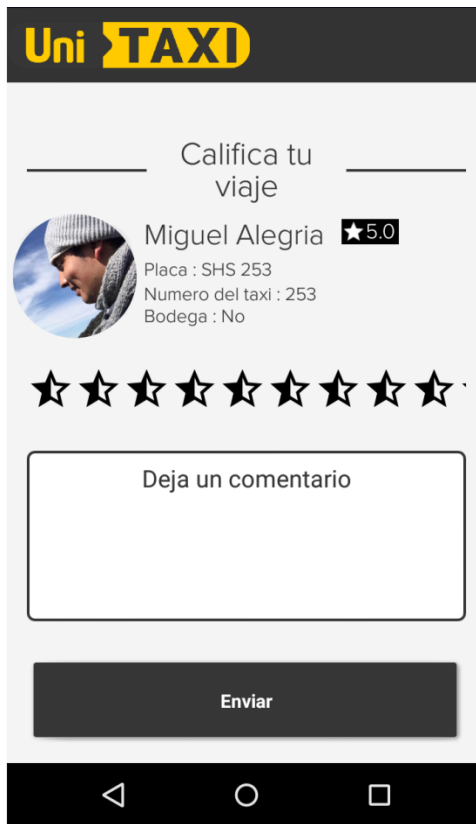 Uni TAXI
Califica tu
viaje
Miguel Alegria 5.0
Placa : SHS 253
Numero del taxi : 253
Bodega : No
Deja un comentario
Enviar